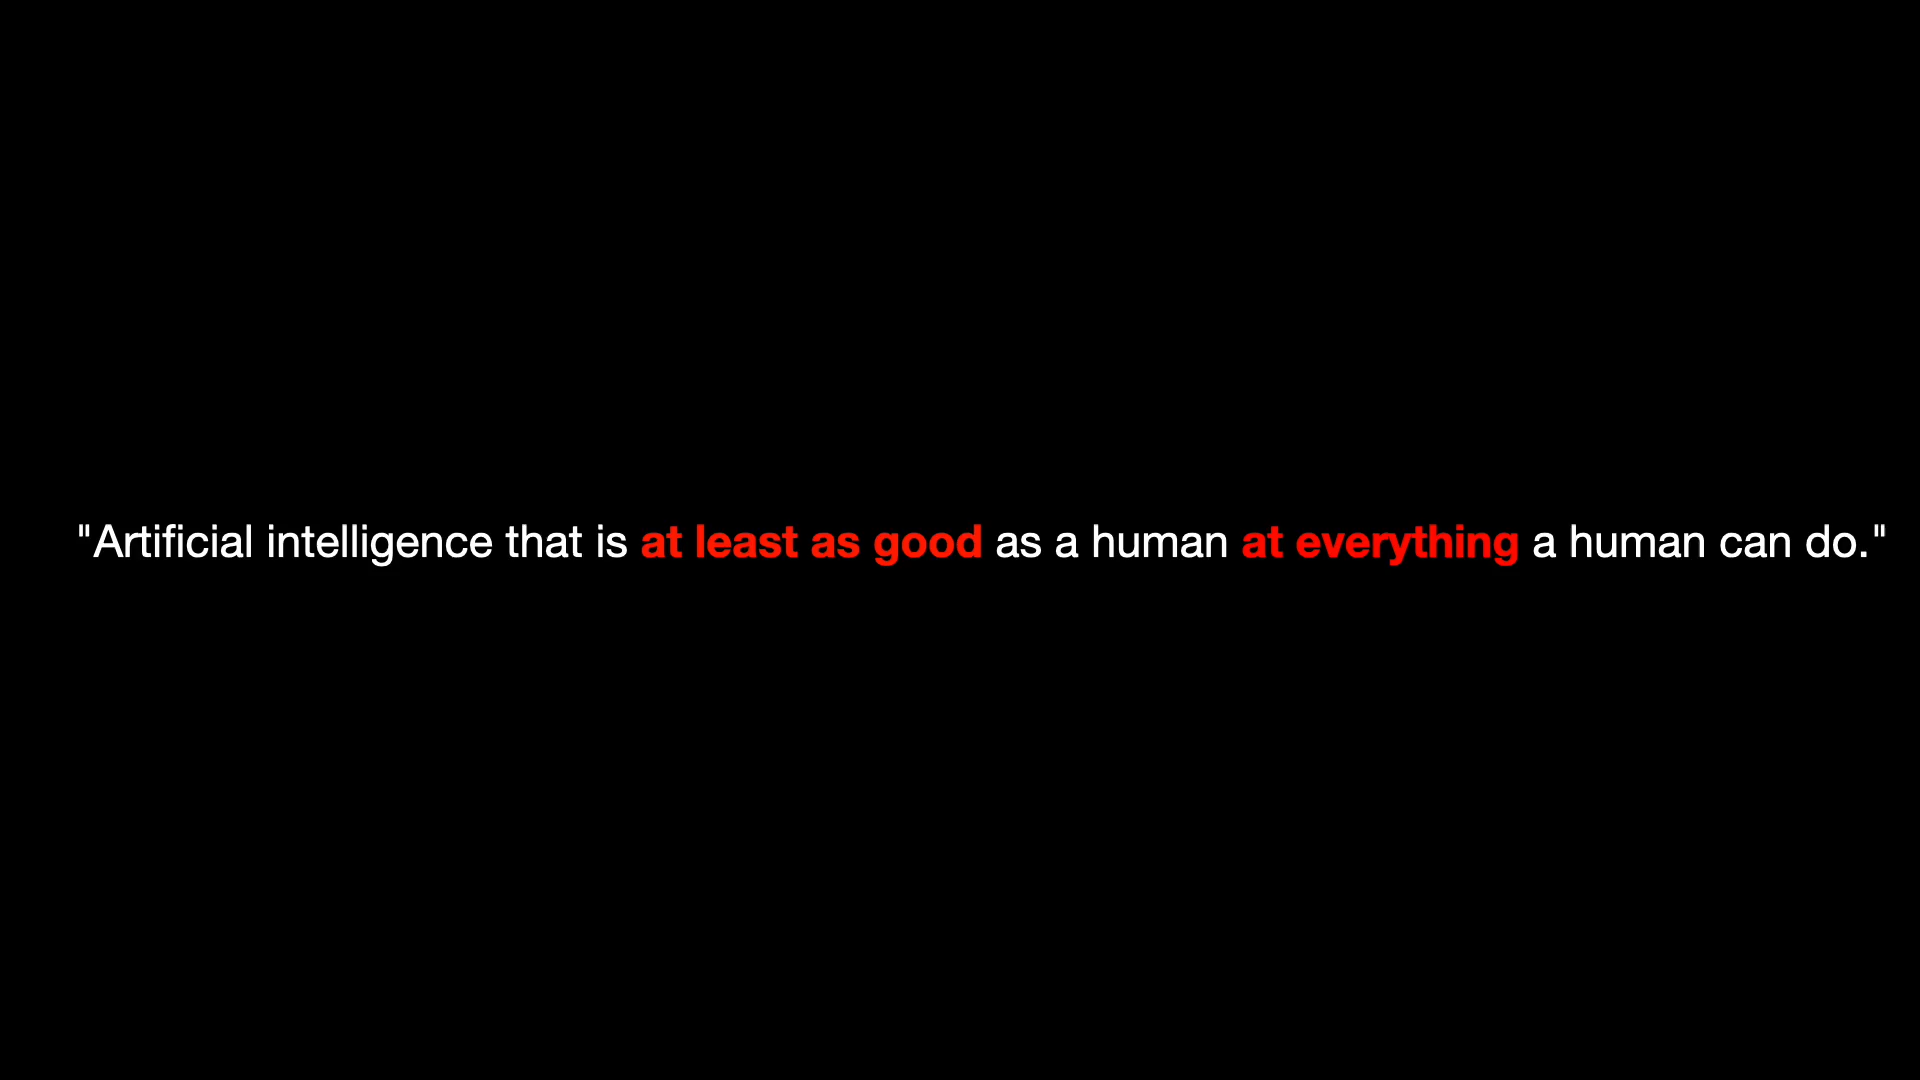 "Artificial intelligence that is at least as good as a human at everything a human can do."